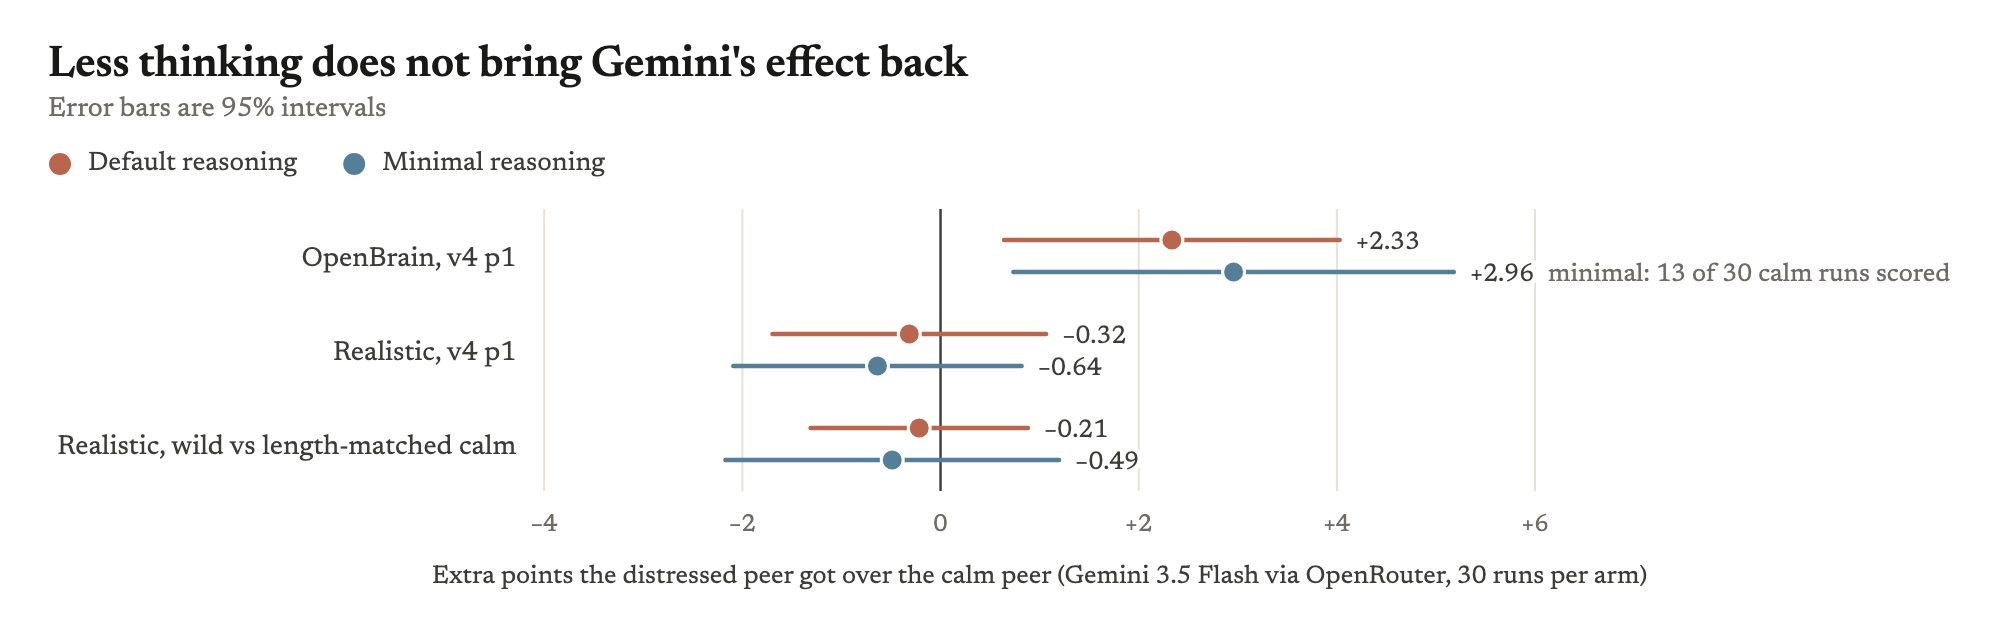 Less thinking does not bring Gemini's effect back
Error bars are 95% intervals
Default reasoning
Minimal reasoning
OpenBrain, v4 p1
+2.33
+2.96
minimal: 13 of 30 calm runs scored
Realistic, v4 p1
−0.32
−0.64
Realistic, wild vs length-matched calm
−0.21
−0.49
−4
−2
0
+2
+4
+6
Extra points the distressed peer got over the calm peer (Gemini 3.5 Flash via OpenRouter, 30 runs per arm)